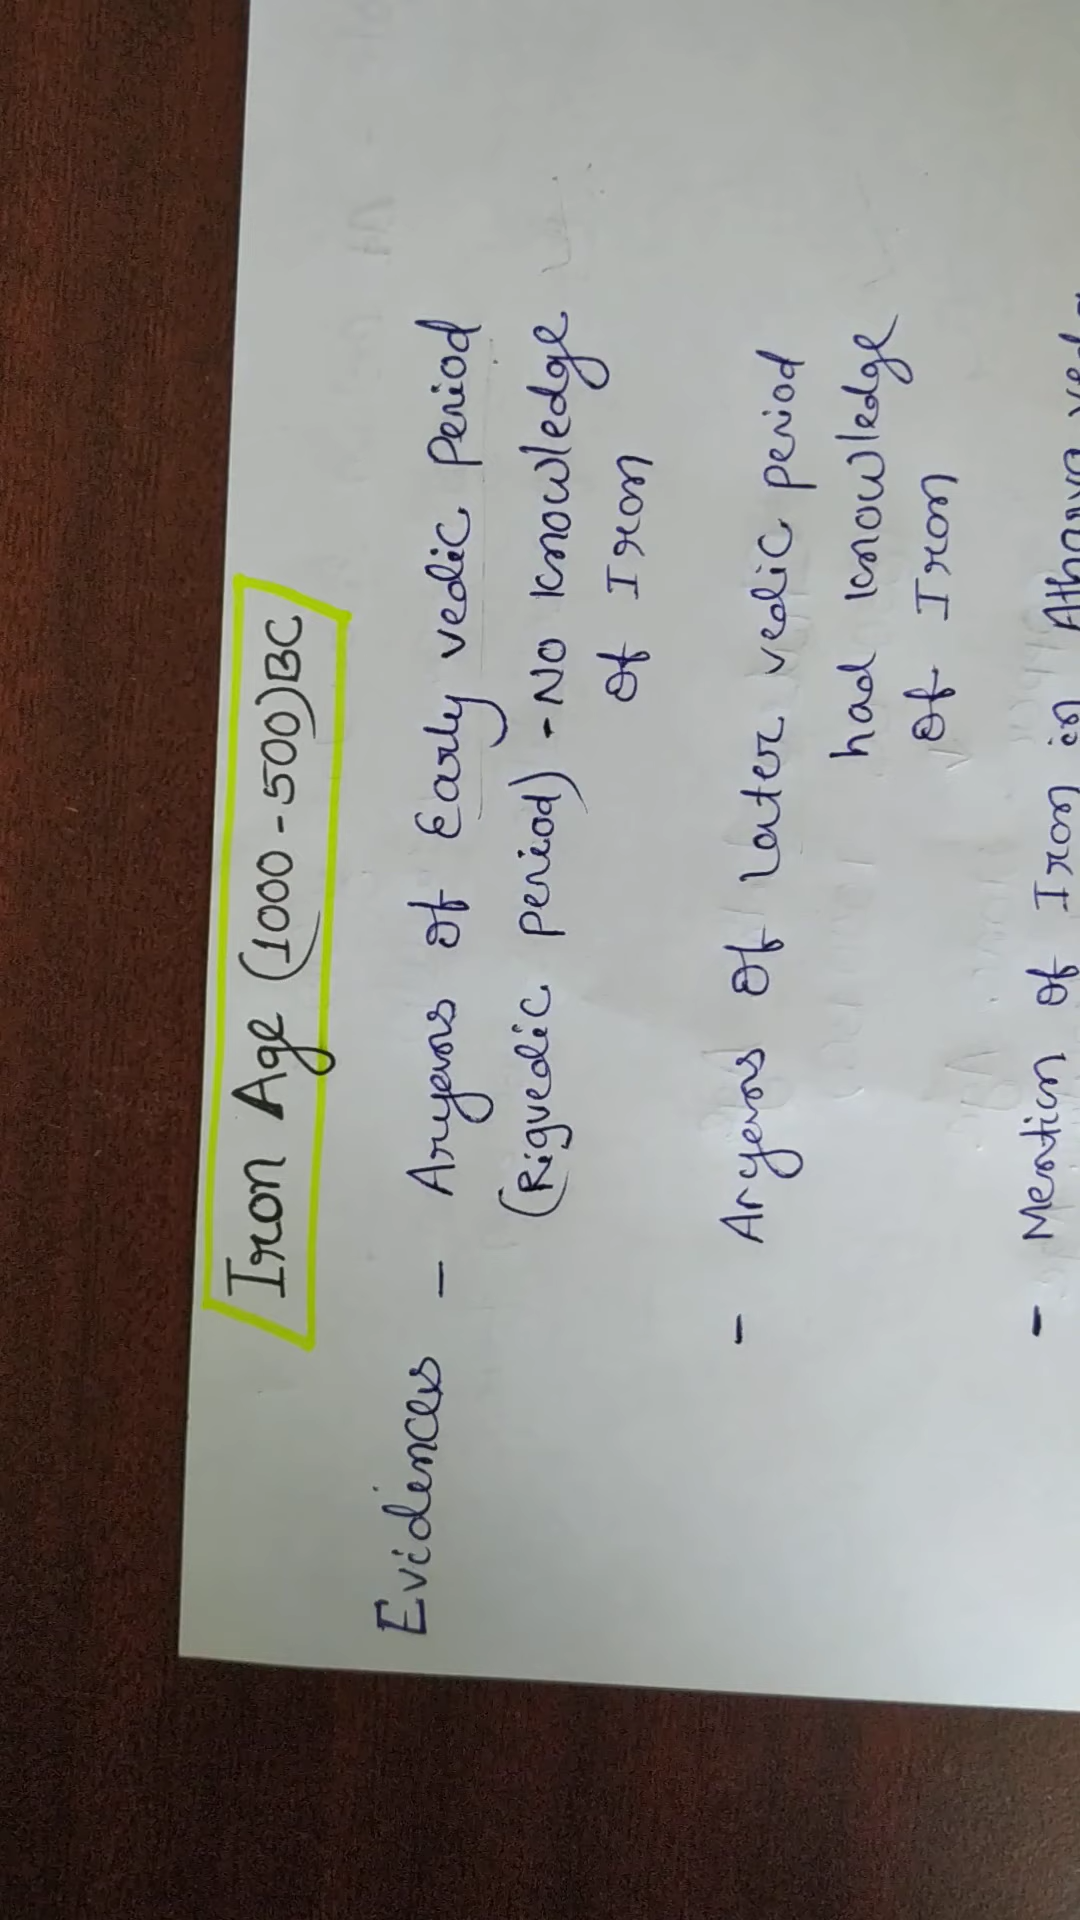 Iron Age (1000-500)BC
Evidences - Aryans of Early vedic period
(Rigvedic period) - No knowledge
of Iron
- Aryans of Later vedic period
had knowledge
of Iron
- Mention of Iron in